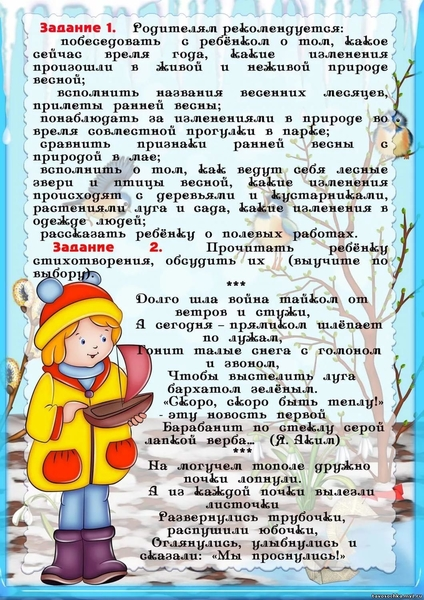 Задание 1. Родителям рекомендуется:
побеседовать с ребёнком о том, какое
сейчас время года, какие изменения
произошли в живой и неживой природе
весной;
вспомнить названия весенних месяцев,
приметы ранней весны;
понаблюдать за изменениями в природе во
время совместной прогулки в парке;
сравнить признаки ранней весны с
природой в мае;
вспомнить о том, как ведут себя лесные
звери и птицы весной, какие изменения
происходят с деревьями и кустарниками,
растениями луга и сада, какие изменения в
одежде людей;
рассказать ребёнку о полевых работах.
Задание 2. Прочитать ребёнку
стихотворения, обсудить их (выучите по
выбору).
***
Долго шла война тайком от
ветров и стужи,
А сегодня – прямиком шлёпает
по лужам,
Гонит талые снега с гомоном
и звоном,
Чтобы выстелить луга
бархатом зелёным.
«Скоро, скоро быть теплу!»
- эту новость первой
Барабанит по стеклу серой
лапкой верба... (Я. Аким)
***
На могучем тополе дружно
почки лопнули.
А из каждой почки вылезли
листочки
Развернулись трубочки,
распушили юбочки,
Оглянулись, улыбнулись и
сказали: «Мы проснулись!»